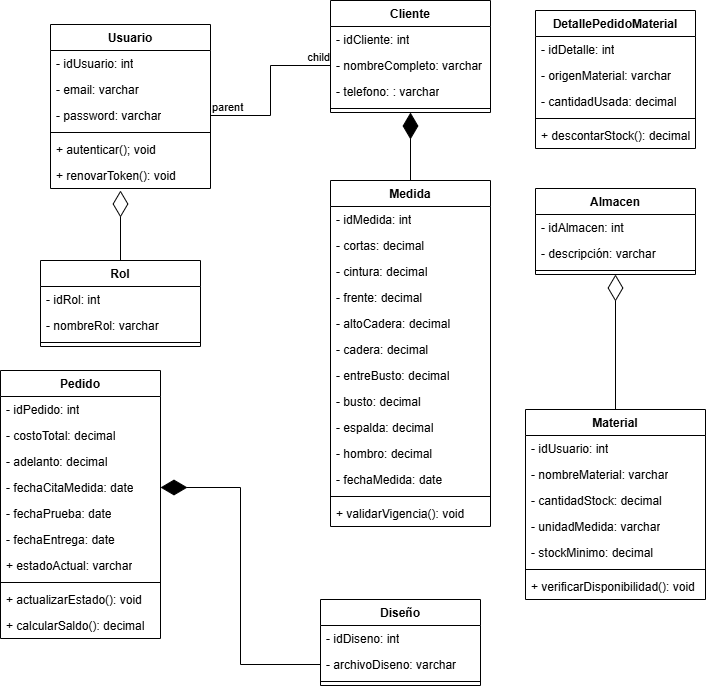 Usuario
- idUsuario: int
- email: varchar
- password: varchar
+ autenticar(); void
+ renovarToken(): void
parent
child
Cliente
- idCliente: int
- nombreCompleto: varchar
- telefono: : varchar
DetallePedidoMaterial
- idDetalle: int
- origenMaterial: varchar
- cantidadUsada: decimal
+ descontarStock(): decimal
Rol
- idRol: int
- nombreRol: varchar
Medida
- idMedida: int
- cortas: decimal
- cintura: decimal
- frente: decimal
- altoCadera: decimal
- cadera: decimal
- entreBusto: decimal
- busto: decimal
- espalda: decimal
- hombro: decimal
- fechaMedida: date
+ validarVigencia(): void
Almacen
- idAlmacen: int
- descripción: varchar
Pedido
- idPedido: int
- costoTotal: decimal
- adelanto: decimal
- fechaCitaMedida: date
- fechaPrueba: date
- fechaEntrega: date
+ estadoActual: varchar
+ actualizarEstado(): void
+ calcularSaldo(): decimal
Material
- idUsuario: int
- nombreMaterial: varchar
- cantidadStock: decimal
- unidadMedida: varchar
- stockMinimo: decimal
+ verificarDisponibilidad(): void
Diseño
- idDiseno: int
- archivoDiseno: varchar